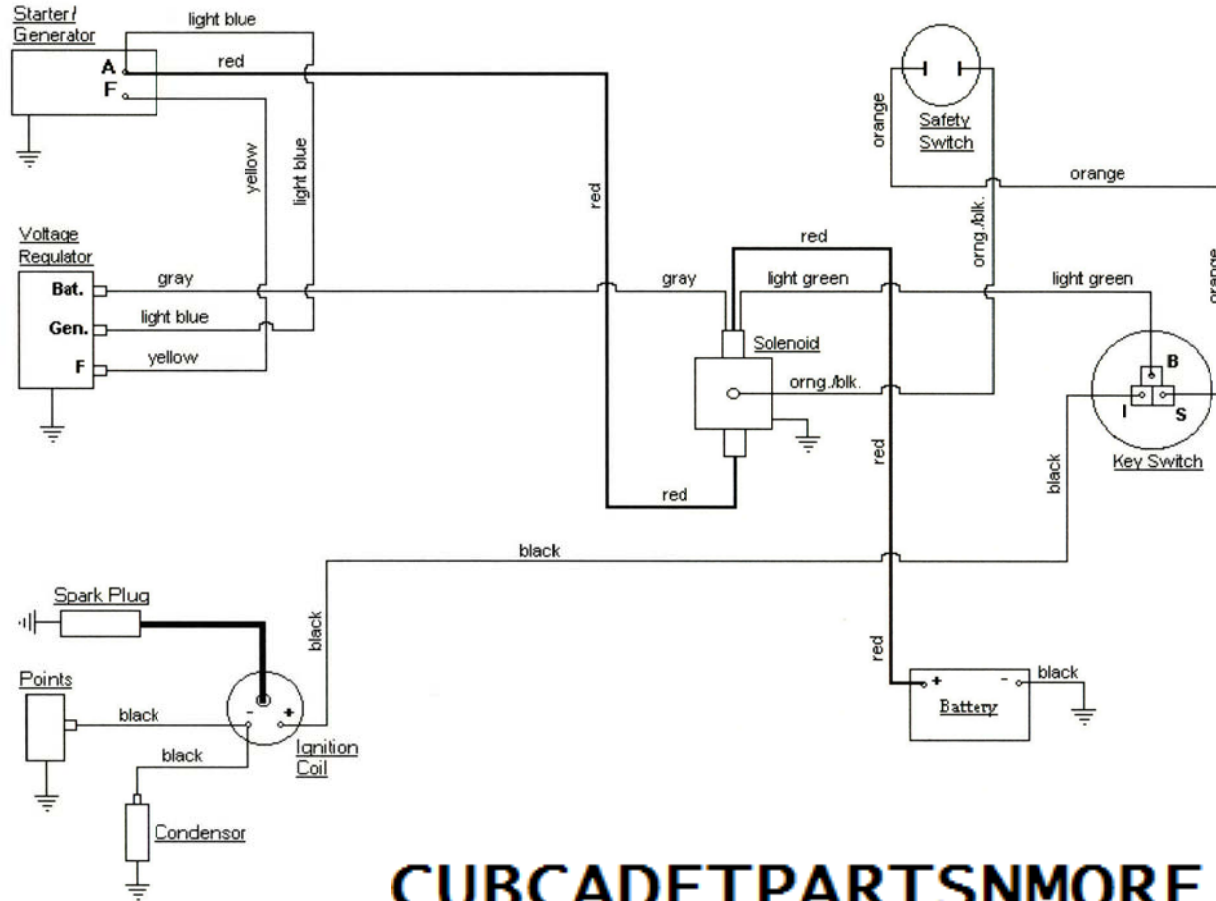 Starter/
Generator
light blue
A
red
F
yellow
light blue
red
Safety
Switch
orange
orange
orng./blk.
orange
Voltage
Regulator
Bat.
gray
gray
red
light green
light green
Gen.
light blue
Solenoid
F
yellow
orng./blk.
B
I
S
Key Switch
red
red
black
black
black
Spark Plug
red
Points
black
- +
Ignition
Coil
black
Condensor
+ -
black
Battery
CUBCADETPARTSNMORE